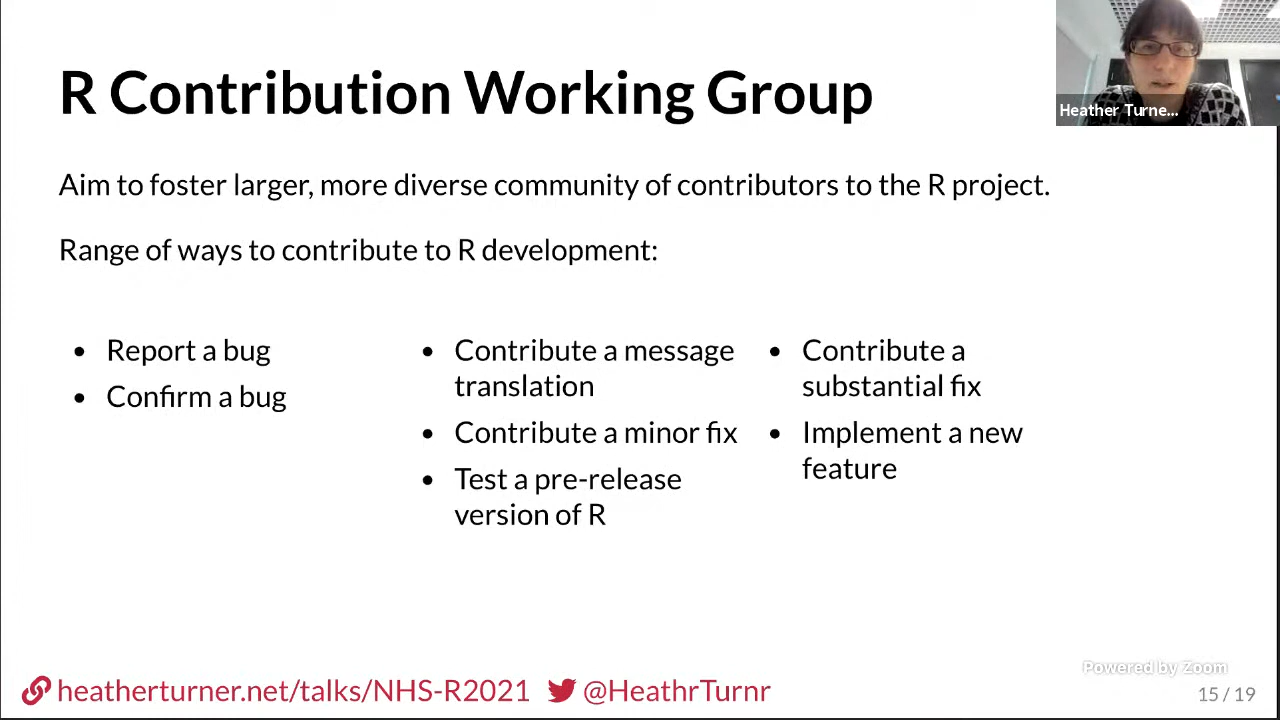 R Contribution Working Group
Heather Turne...
Aim to foster larger, more diverse community of contributors to the R project.
Range of ways to contribute to R development:
Report a bug
Confirm a bug
Contribute a message
translation
Contribute a minor fix
Test a pre-release
version of R
Contribute a
substantial fix
Implement a new
feature
Powered by Zoom
heatherturner.net/talks/NHS-R2021 @HeathrTurnr
15 / 19